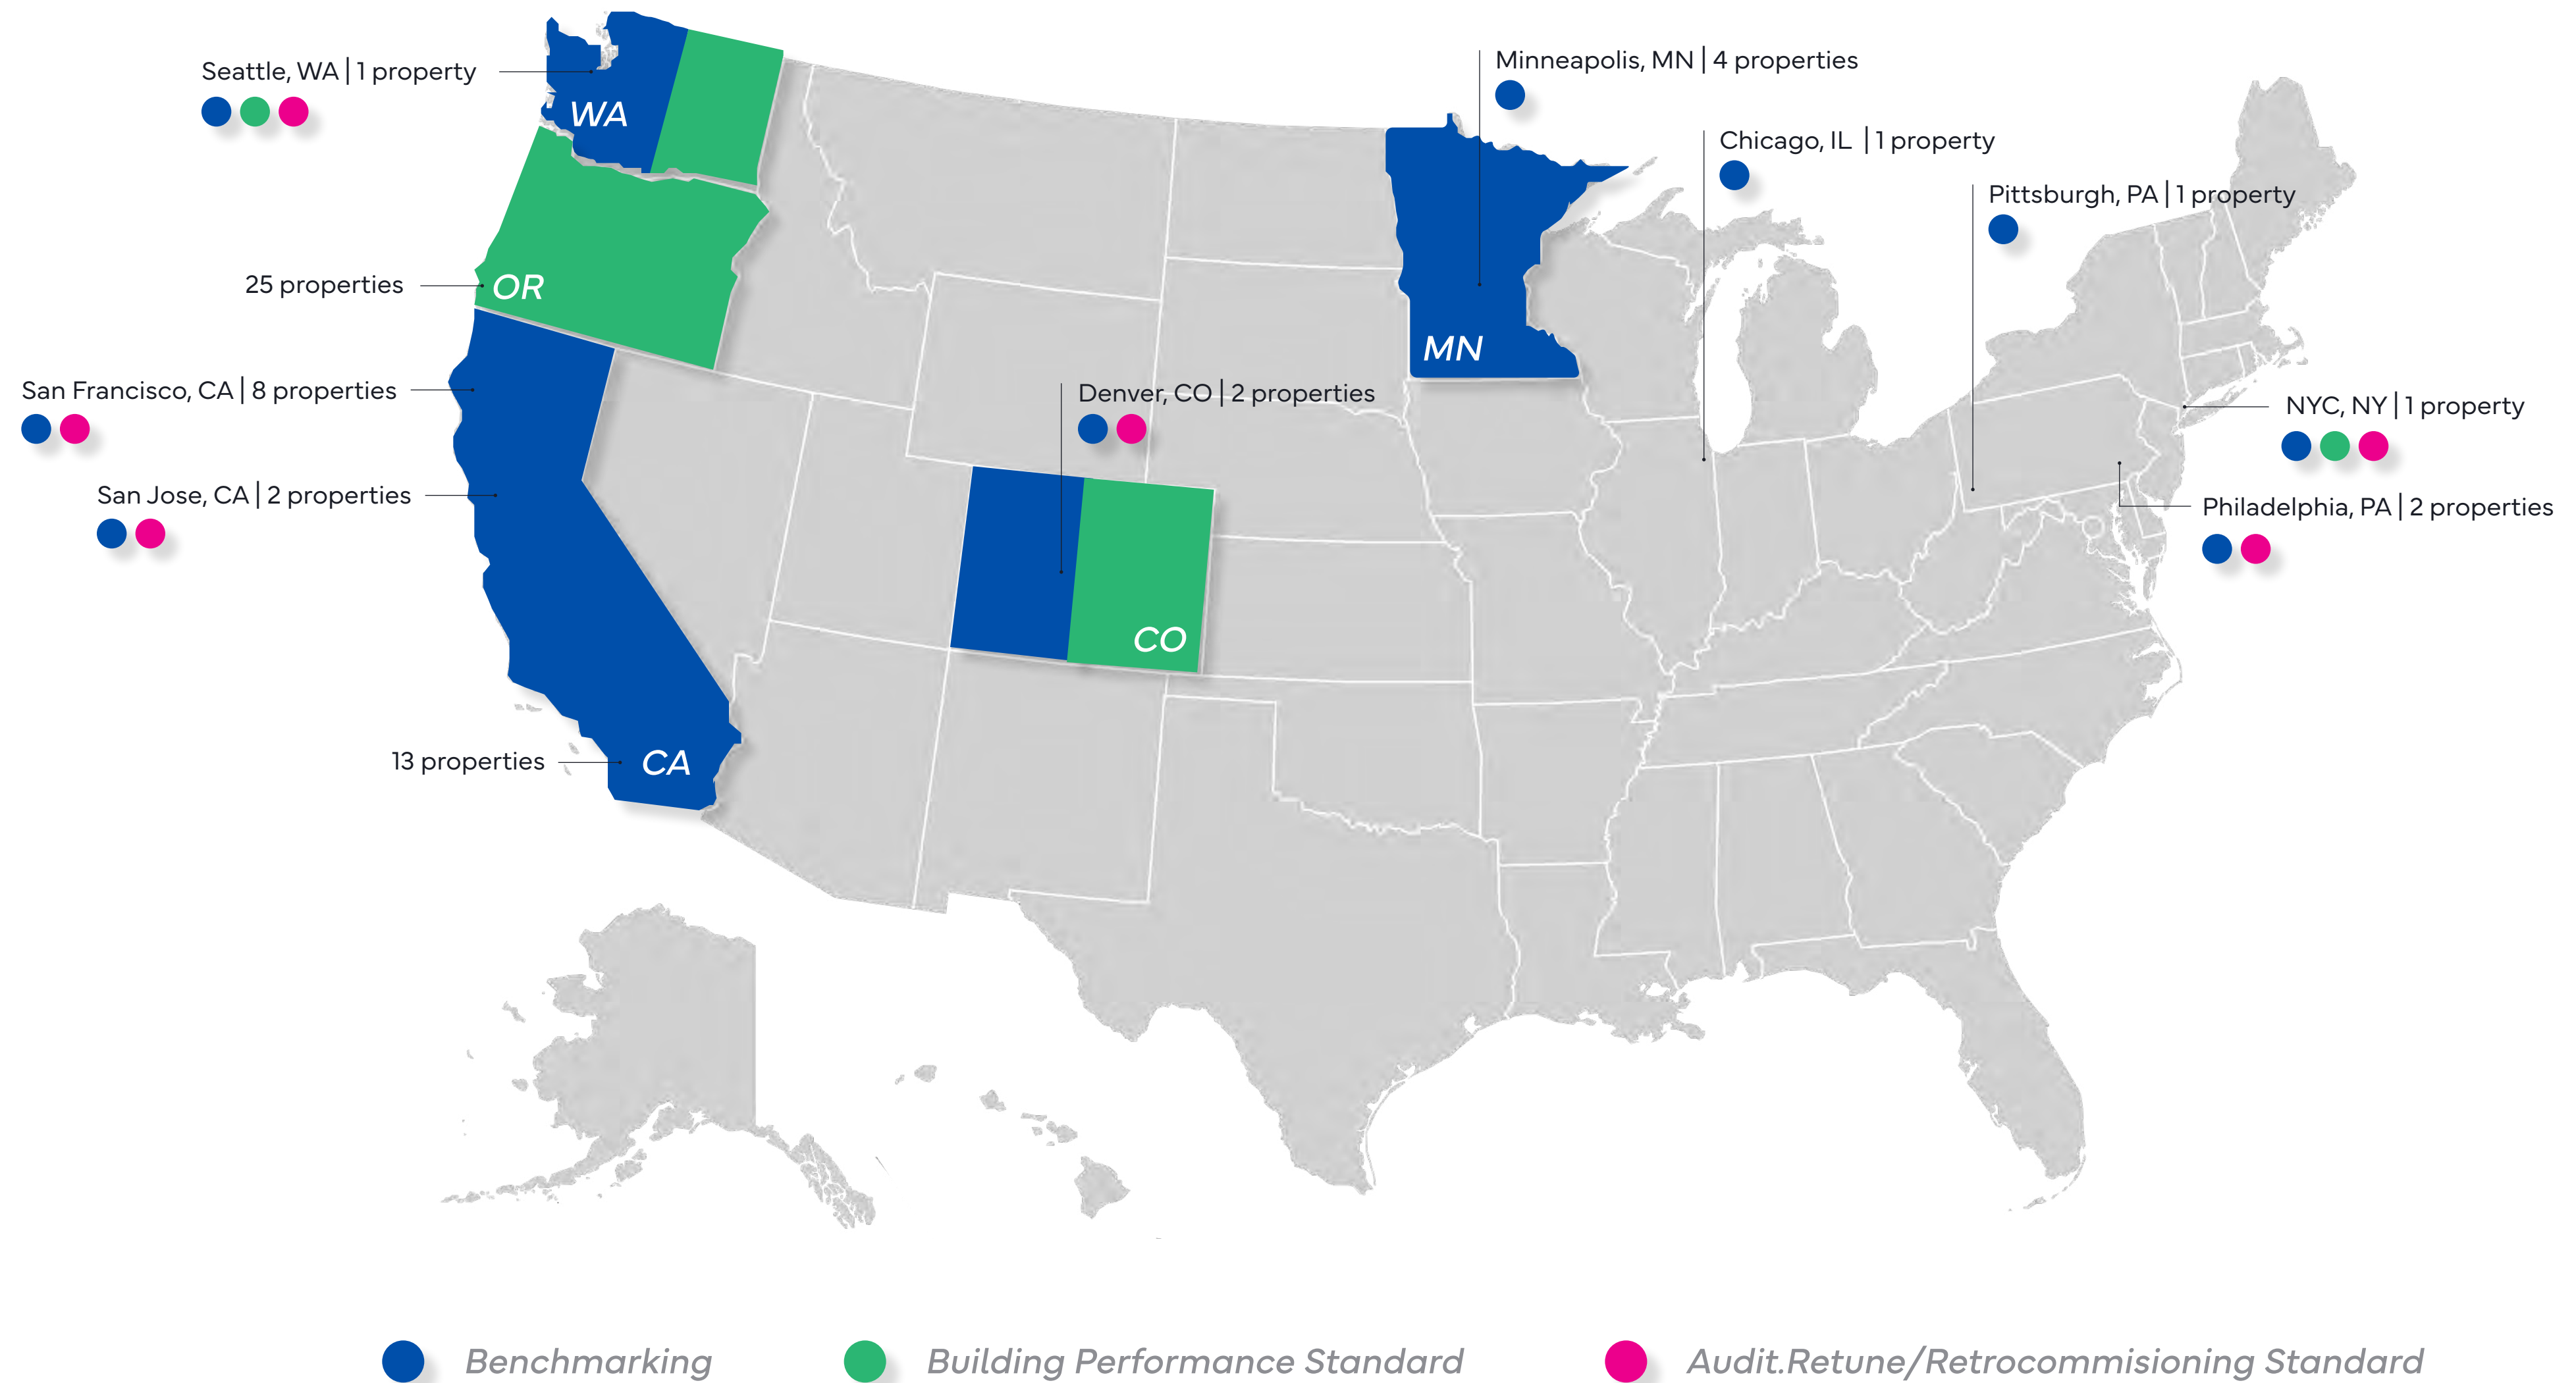 Seattle, WA | 1 property
WA
25 properties
OR
San Francisco, CA | 8 properties
San Jose, CA | 2 properties
13 properties
CA
Denver, CO | 2 properties
CO
Minneapolis, MN | 4 properties
MN
Chicago, IL | 1 property
Pittsburgh, PA | 1 property
NYC, NY | 1 property
Philadelphia, PA | 2 properties
Benchmarking
Building Performance Standard
Audit.Retune/Retrocommisioning Standard